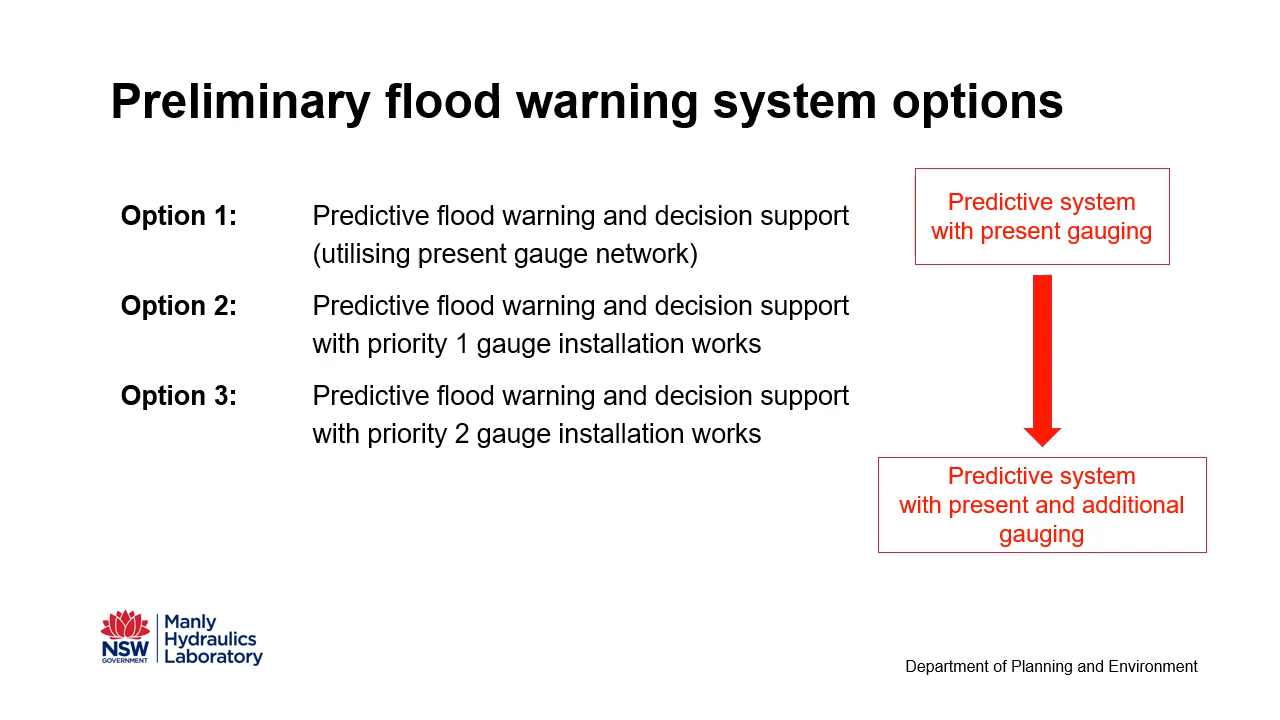 Preliminary flood warning system options
Option 1: Predictive flood warning and decision support
(utilising present gauge network)
Option 2: Predictive flood warning and decision support
with priority 1 gauge installation works
Option 3: Predictive flood warning and decision support
with priority 2 gauge installation works
Predictive system
with present gauging
Predictive system
with present and additional
gauging
NSW
GOVERNMENT
Manly
Hydraulics
Laboratory
Department of Planning and Environment